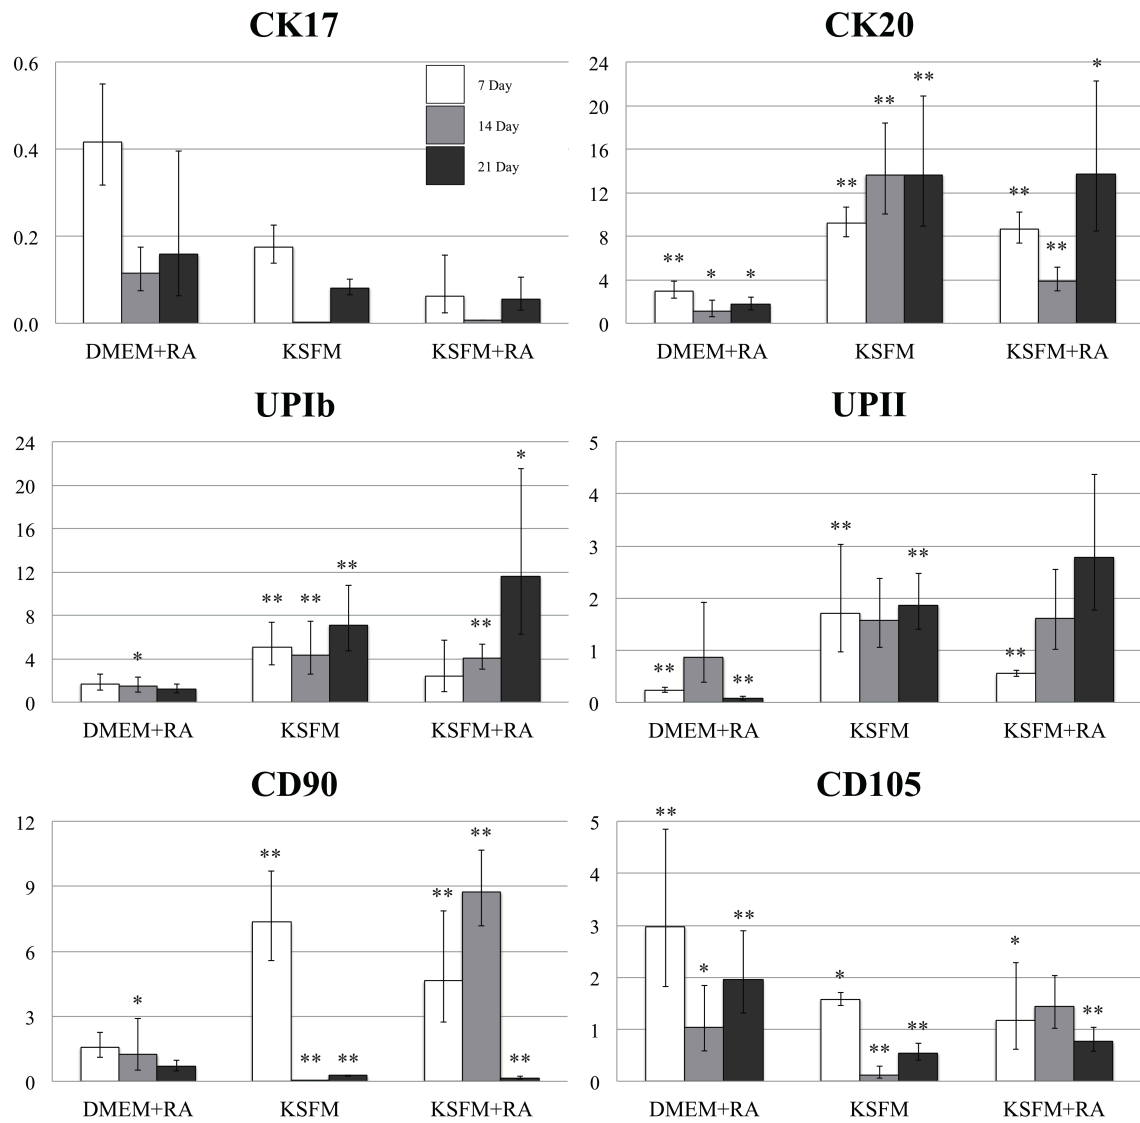 CK17
0.6
0.4
0.2
0.0
7 Day
14 Day
21 Day
DMEM+RA KSFM KSFM+RA
CK20
24
20
16
12
8
4
0
** * *
** ** **
** ** *
DMEM+RA KSFM KSFM+RA
UPIb
24
20
16
12
8
4
0
*
** ** **
** *
DMEM+RA KSFM KSFM+RA
UPII
5
4
3
2
1
0
** **
** **
**
DMEM+RA KSFM KSFM+RA
CD90
12
9
6
3
0
*
** ** **
** ** **
DMEM+RA KSFM KSFM+RA
CD105
5
4
3
2
1
0
** * **
* ** **
* **
DMEM+RA KSFM KSFM+RA